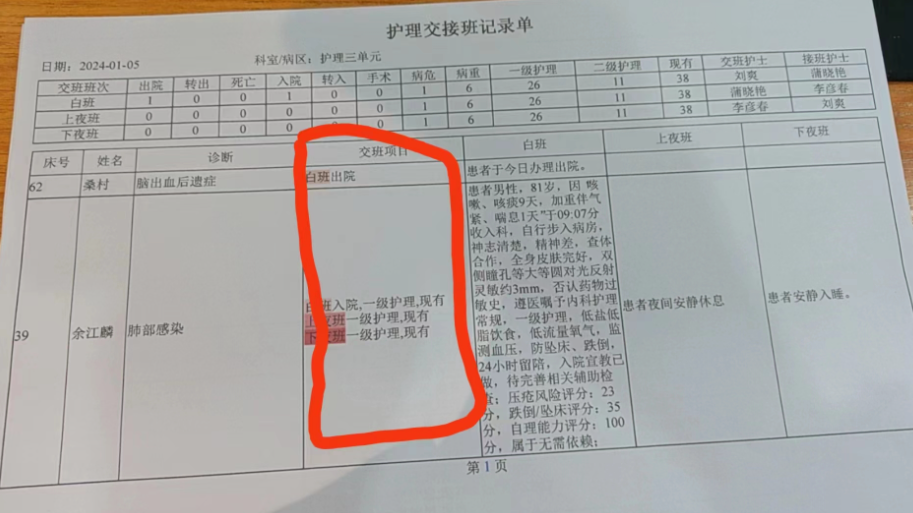 护理交接班记录单
日期：2024-01-05 科室/病区：护理三单元
交班班次 出院 转出 死亡 入院 转入 手术 病危 病重 一级护理 二级护理 现有 交班护士 接班护士
白班 1 0 0 1 0 0 1 6 26 11 38 刘爽 蒲晓艳
上夜班 0 0 0 0 0 0 1 6 26 11 38 蒲晓艳 李彦春
下夜班 0 0 0 0 0 0 1 6 26 11 38 李彦春 刘爽
床号 姓名 诊断 交班项目 白班 上夜班 下夜班
62 桑村 脑出血后遗症 白班出院 患者于今日办理出院。
39 余江麟 肺部感染
白班入院,一级护理,现有
上夜班一级护理,现有
下夜班一级护理,现有
患者男性，81岁，因"咳
嗽、咳痰9天，加重伴气
紧、喘息1天"于09:07分
收入科，自行步入病房，
神志清楚，精神差，查体
合作，全身皮肤完好，双
侧瞳孔等大等圆对光反射
灵敏约3mm，否认药物过
敏史，遵医嘱予内科护理
常规，一级护理，低盐低
脂饮食，低流量氧气，监
测血压，防坠床、跌倒，
24小时留陪，入院宣教已
做，待完善相关辅助检
查；压疮风险评分：23
分，跌倒/坠床评分：35
分，自理能力评分：100
分，属于无需依赖；
患者夜间安静休息
患者安静入睡。
第1页